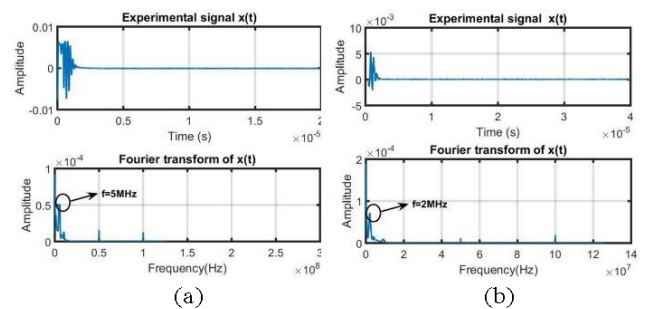 Experimental signal x(t)
0.01
0
-0.01
Amplitude
0 0.5 1 1.5 2
Time (s)
×10⁻⁵
Fourier transform of x(t)
×10⁻⁴
1
0.5
0
Amplitude
f=5MHz
0 0.5 1 1.5 2 2.5 3
Frequency(Hz)
×10⁸
(a)
Experimental signal x(t)
×10⁻³
10
5
0
-5
Amplitude
0 1 2 3 4
Time (s)
×10⁻⁵
Fourier transform of x(t)
×10⁻⁴
2
1
0
Amplitude
f=2MHz
0 2 4 6 8 10 12 14
Frequency(Hz)
×10⁷
(b)